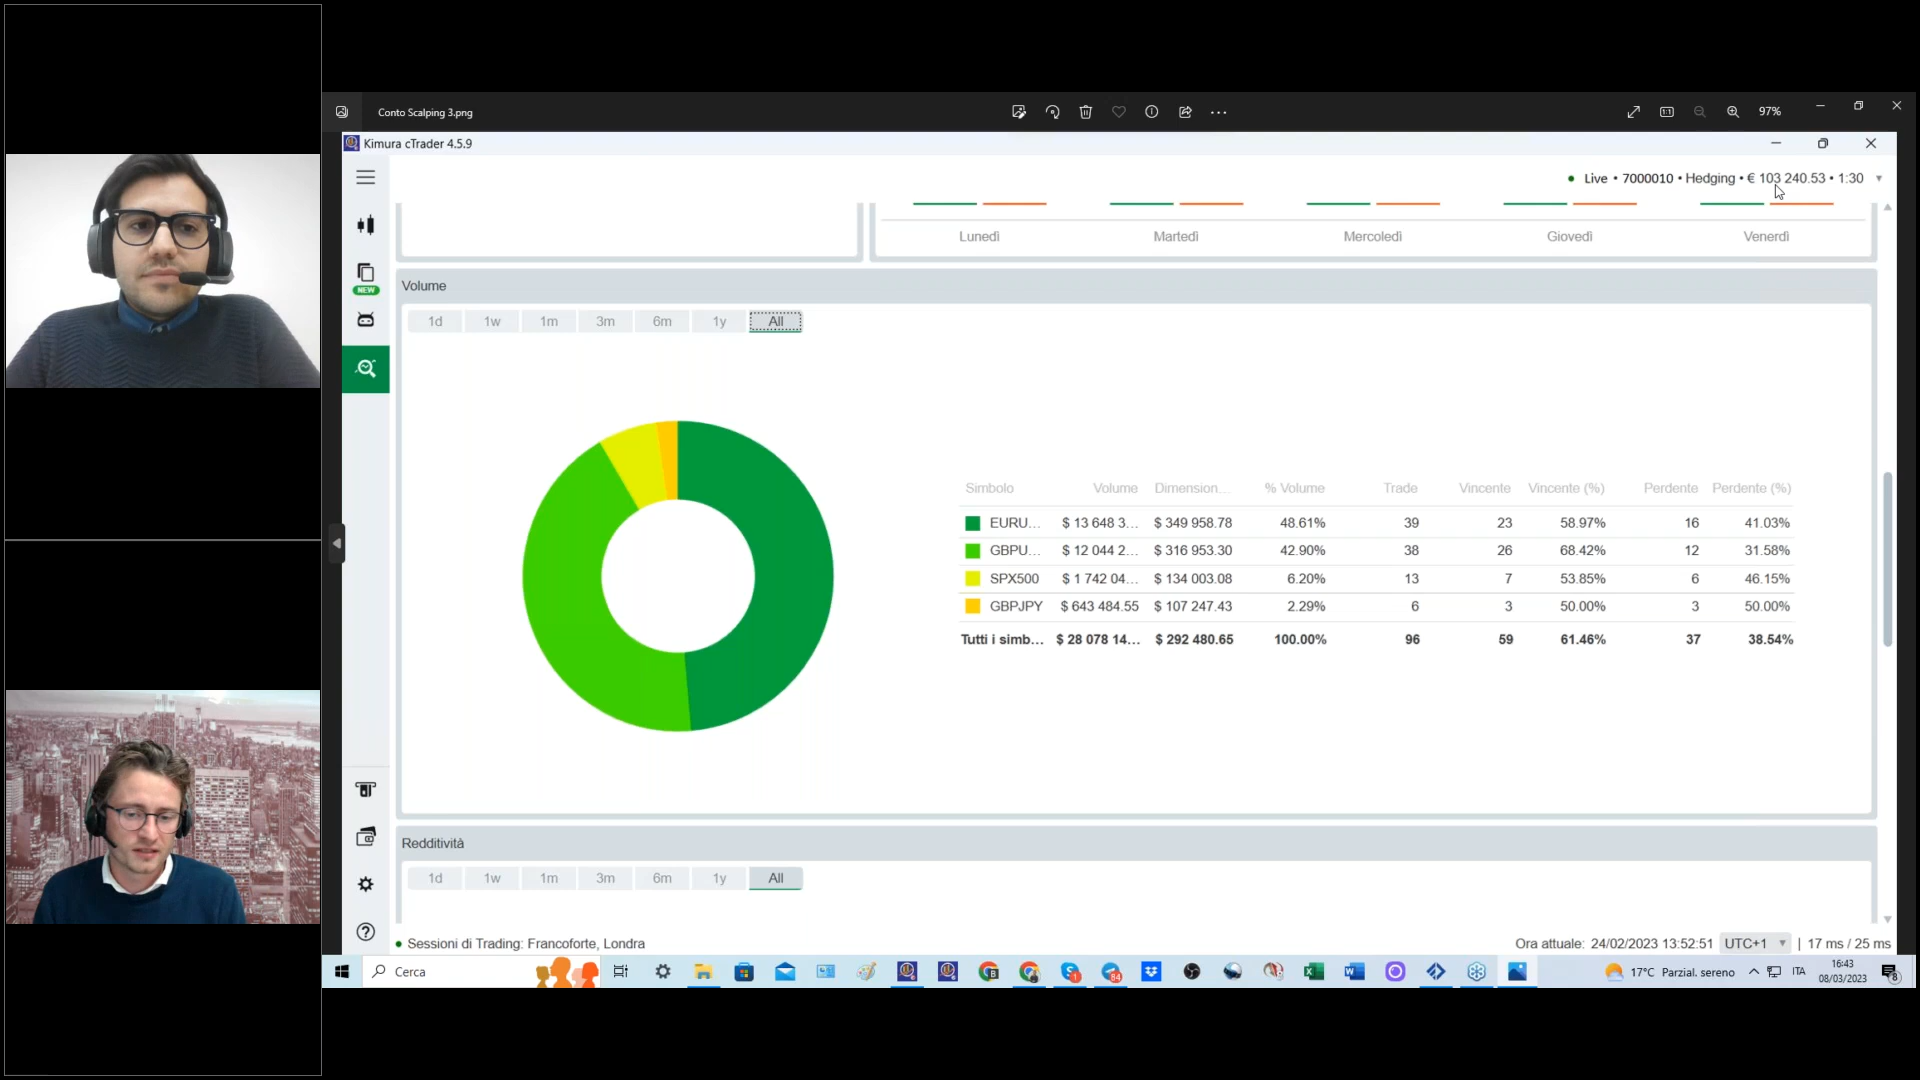 Conto Scalping 3.png
97%
Kimura cTrader 4.5.9
Live • 7000010 • Hedging • € 103 240.53 • 1:30
NEW
Lunedì Martedì Mercoledì Giovedì Venerdì
Volume
1d 1w 1m 3m 6m 1y All
Simbolo Volume Dimension... % Volume Trade Vincente Vincente (%) Perdente Perdente (%)
EURU... $ 13 648 3... $ 349 958.78 48.61% 39 23 58.97% 16 41.03%
GBPU... $ 12 044 2... $ 316 953.30 42.90% 38 26 68.42% 12 31.58%
SPX500 $ 1 742 04... $ 134 003.08 6.20% 13 7 53.85% 6 46.15%
GBPJPY $ 643 484.55 $ 107 247.43 2.29% 6 3 50.00% 3 50.00%
Tutti i simb... $ 28 078 14... $ 292 480.65 100.00% 96 59 61.46% 37 38.54%
Redditività
1d 1w 1m 3m 6m 1y All
Sessioni di Trading: Francoforte, Londra
Ora attuale: 24/02/2023 13:52:51 UTC+1 | 17 ms / 25 ms
Cerca
84
17°C Parzial. sereno
ITA
16:43
08/03/2023
8